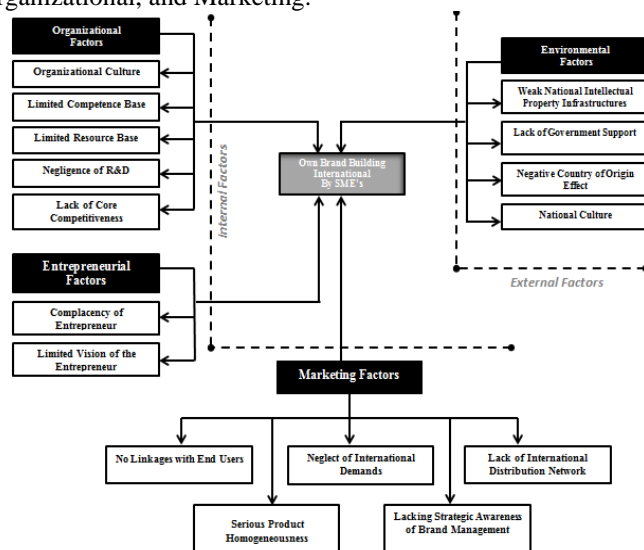 rganizational, and Marketing.
Organizational
Factors
Organizational Culture
Limited Competence Base
Limited Resource Base
Negligence of R&D
Lack of Core
Competitiveness
Entrepreneurial
Factors
Complacency of
Entrepreneur
Limited Vision of the
Entrepreneur
Internal Factors
Own Brand Building
International
By SME's
Environmental
Factors
Weak National Intellectual
Property Infrastructures
Lack of Government Support
Negative Country of Origin
Effect
National Culture
External Factors
Marketing Factors
No Linkages with End Users
Neglect of International
Demands
Lack of International
Distribution Network
Serious Product
Homogeneousness
Lacking Strategic Awareness
of Brand Management